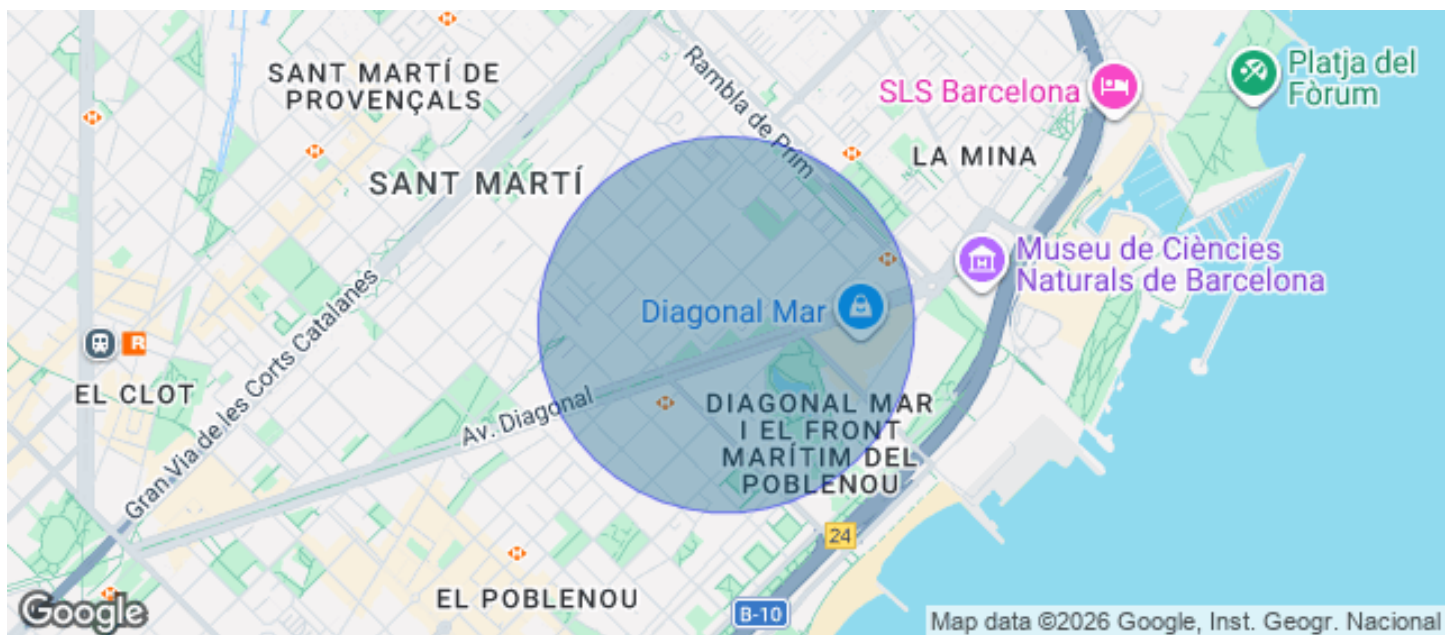 SANT MARTÍ DE
PROVENÇALS
Rambla de Prim
SLS Barcelona
Platja del
Fòrum
LA MINA
SANT MARTÍ
Museu de Ciències
Naturals de Barcelona
Diagonal Mar
Gran Via de les Corts Catalanes
R
EL CLOT
Av. Diagonal
DIAGONAL MAR
I EL FRONT
MARÍTIM DEL
POBLENOU
24
EL POBLENOU
B-10
Google
Map data ©2026 Google, Inst. Geogr. Nacional